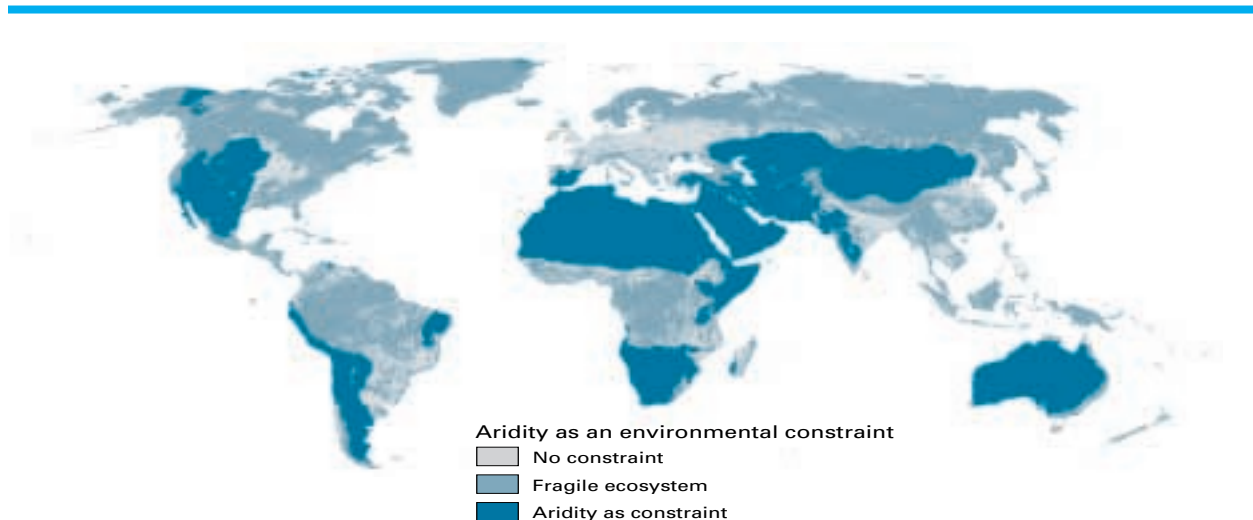 Aridity as an environmental constraint
No constraint
Fragile ecosystem
Aridity as constraint